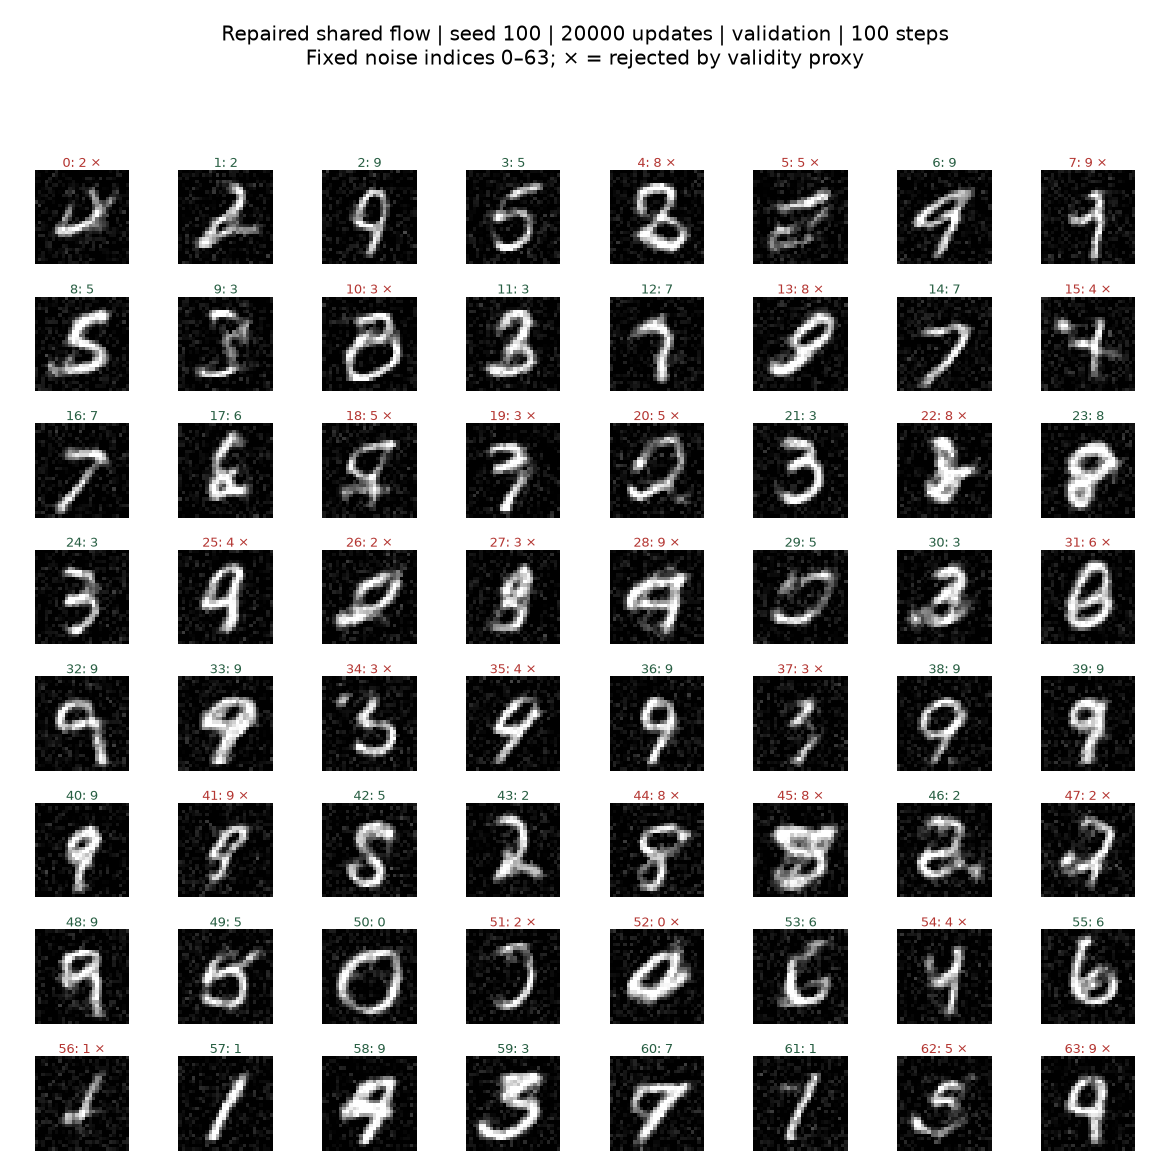 Repaired shared flow | seed 100 | 20000 updates | validation | 100 steps
Fixed noise indices 0–63; × = rejected by validity proxy
0: 2 × 1: 2 2: 9 3: 5 4: 8 × 5: 5 × 6: 9 7: 9 ×
8: 5 9: 3 10: 3 × 11: 3 12: 7 13: 8 × 14: 7 15: 4 ×
16: 7 17: 6 18: 5 × 19: 3 × 20: 5 × 21: 3 22: 8 × 23: 8
24: 3 25: 4 × 26: 2 × 27: 3 × 28: 9 × 29: 5 30: 3 31: 6 ×
32: 9 33: 9 34: 3 × 35: 4 × 36: 9 37: 3 × 38: 9 39: 9
40: 9 41: 9 × 42: 5 43: 2 44: 8 × 45: 8 × 46: 2 47: 2 ×
48: 9 49: 5 50: 0 51: 2 × 52: 0 × 53: 6 54: 4 × 55: 6
56: 1 × 57: 1 58: 9 59: 3 60: 7 61: 1 62: 5 × 63: 9 ×